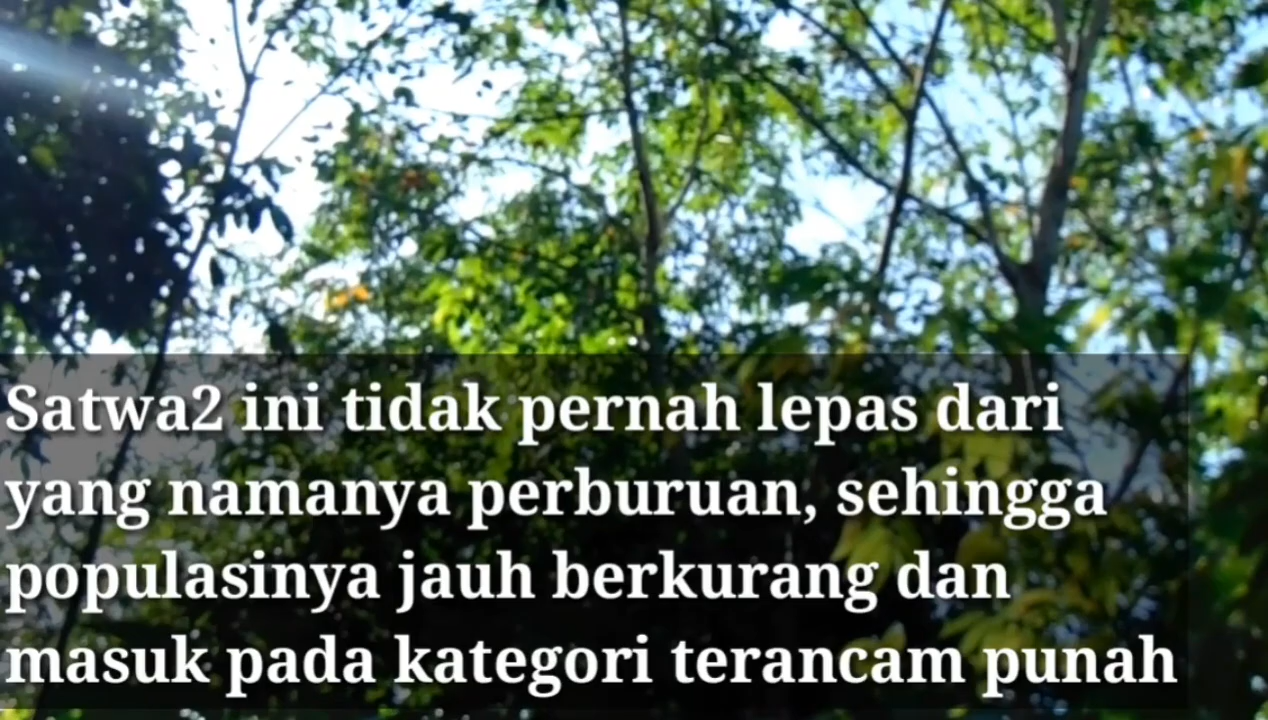 Satwa2 ini tidak pernah lepas dari
yang namanya perburuan, sehingga
populasinya jauh berkurang dan
masuk pada kategori terancam punah